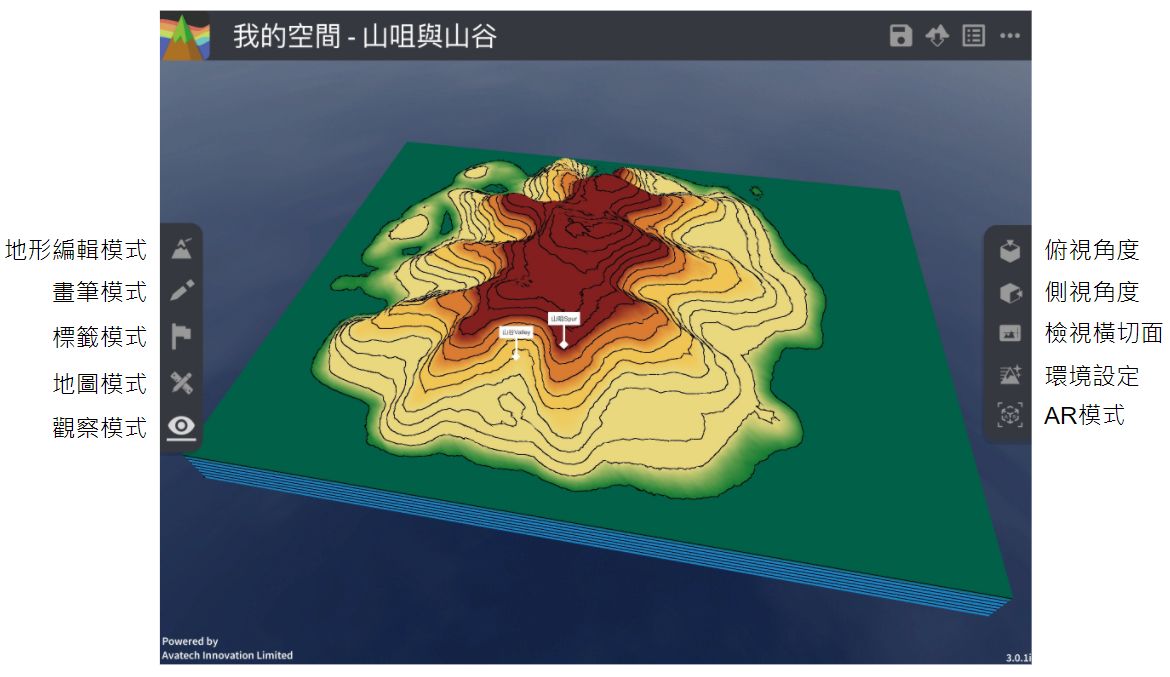 我的空間 - 山咀與山谷
地形編輯模式
畫筆模式
標籤模式
地圖模式
觀察模式
山咀Spur
山谷Valley
俯視角度
側視角度
檢視橫切面
環境設定
AR模式
Powered by
Avatech Innovation Limited
3.0.1i